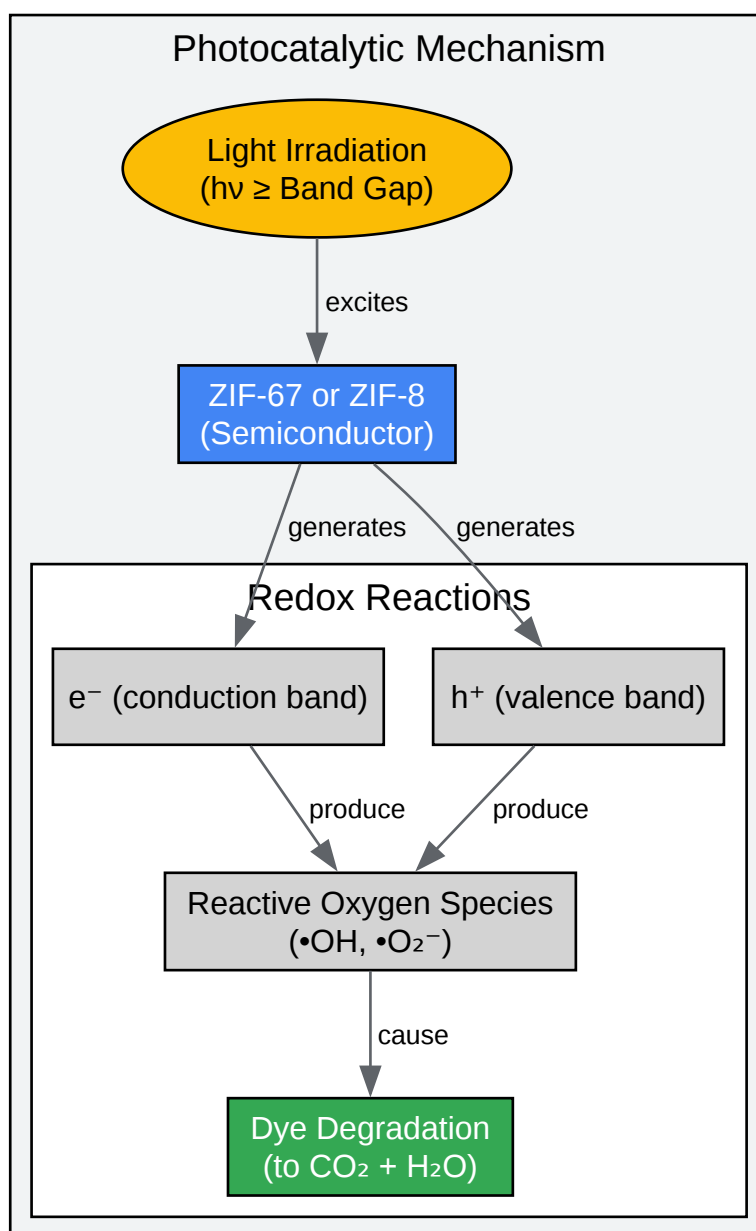 Photocatalytic Mechanism
Light Irradiation
(hν ≥ Band Gap)
excites
ZIF-67 or ZIF-8
(Semiconductor)
generates
generates
Redox Reactions
e⁻ (conduction band)
h⁺ (valence band)
produce
produce
Reactive Oxygen Species
(•OH, •O₂⁻)
cause
Dye Degradation
(to CO₂ + H₂O)